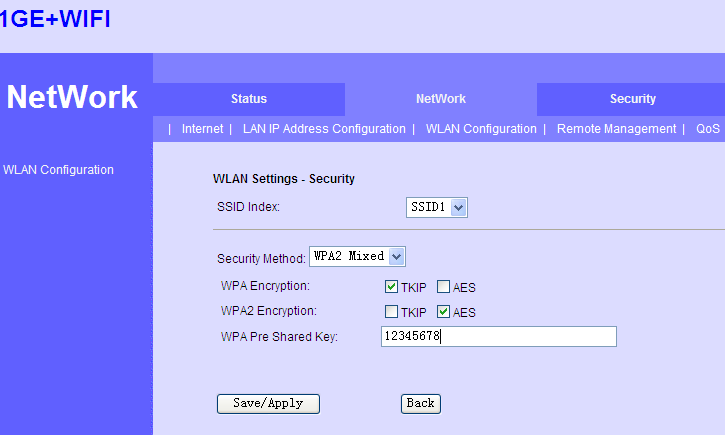 1GE+WIFI
NetWork
Status NetWork Security
| Internet | LAN IP Address Configuration | WLAN Configuration | Remote Management | QoS
WLAN Configuration
WLAN Settings - Security
SSID Index: SSID1
Security Method: WPA2 Mixed
WPA Encryption: TKIP AES
WPA2 Encryption: TKIP AES
WPA Pre Shared Key: 12345678
Save/Apply Back